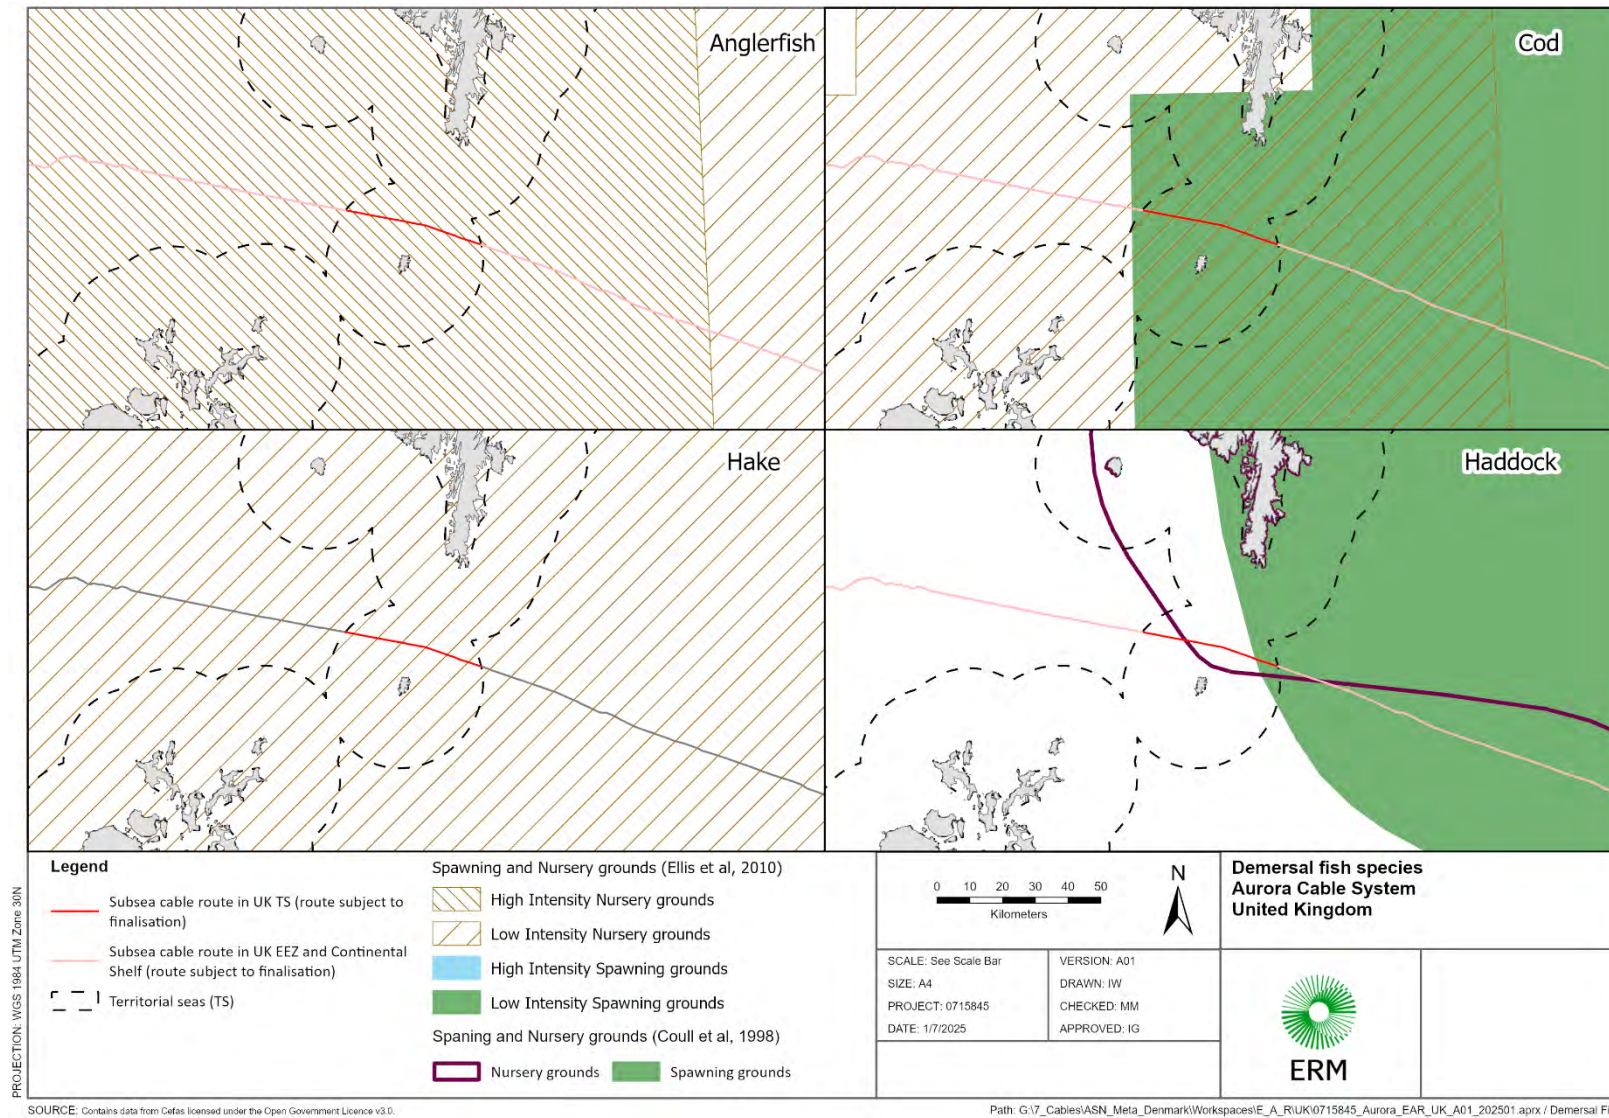 Anglerfish
Cod
Hake
Haddock
PROJECTION: WGS 1984 UTM Zone 30N
Legend
Subsea cable route in UK TS (route subject to
finalisation)
Subsea cable route in UK EEZ and Continental
Shelf (route subject to finalisation)
Territorial seas (TS)
Spawning and Nursery grounds (Ellis et al, 2010)
High Intensity Nursery grounds
Low Intensity Nursery grounds
High Intensity Spawning grounds
Low Intensity Spawning grounds
Spaning and Nursery grounds (Coull et al, 1998)
Nursery grounds
Spawning grounds
0 10 20 30 40 50
Kilometers
N
Demersal fish species
Aurora Cable System
United Kingdom
SCALE: See Scale Bar
VERSION: A01
SIZE: A4
DRAWN: IW
PROJECT: 0715845
CHECKED: MM
DATE: 1/7/2025
APPROVED: IG
ERM
SOURCE: Contains data from Cefas licensed under the Open Government Licence v3.0.
Path: G:\7_Cables\ASN_Meta_Denmark\Workspaces\E_A_R\UK\0715845_Aurora_EAR_UK_A01_202501.aprx / Demersal Fi